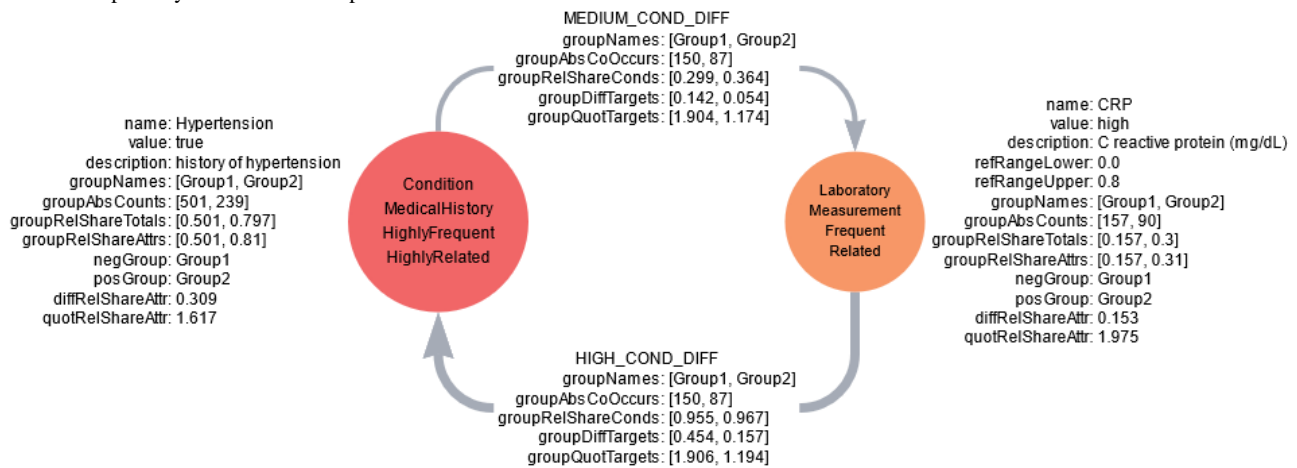 MEDIUM_COND_DIFF
groupNames: [Group1, Group2]
groupAbsCoOccurs: [150, 87]
groupRelShareConds: [0.299, 0.364]
groupDiffTargets: [0.142, 0.054]
groupQuotTargets: [1.904, 1.174]
name: Hypertension
value: true
description: history of hypertension
groupNames: [Group1, Group2]
groupAbsCounts: [501, 239]
groupRelShareTotals: [0.501, 0.797]
groupRelShareAttrs: [0.501, 0.81]
negGroup: Group1
posGroup: Group2
diffRelShareAttr: 0.309
quotRelShareAttr: 1.617
Condition
MedicalHistory
HighlyFrequent
HighlyRelated
Laboratory
Measurement
Frequent
Related
name: CRP
value: high
description: C reactive protein (mg/dL)
refRangeLower: 0.0
refRangeUpper: 0.8
groupNames: [Group1, Group2]
groupAbsCounts: [157, 90]
groupRelShareTotals: [0.157, 0.3]
groupRelShareAttrs: [0.157, 0.31]
negGroup: Group1
posGroup: Group2
diffRelShareAttr: 0.153
quotRelShareAttr: 1.975
HIGH_COND_DIFF
groupNames: [Group1, Group2]
groupAbsCoOccurs: [150, 87]
groupRelShareConds: [0.955, 0.967]
groupDiffTargets: [0.454, 0.157]
groupQuotTargets: [1.906, 1.194]